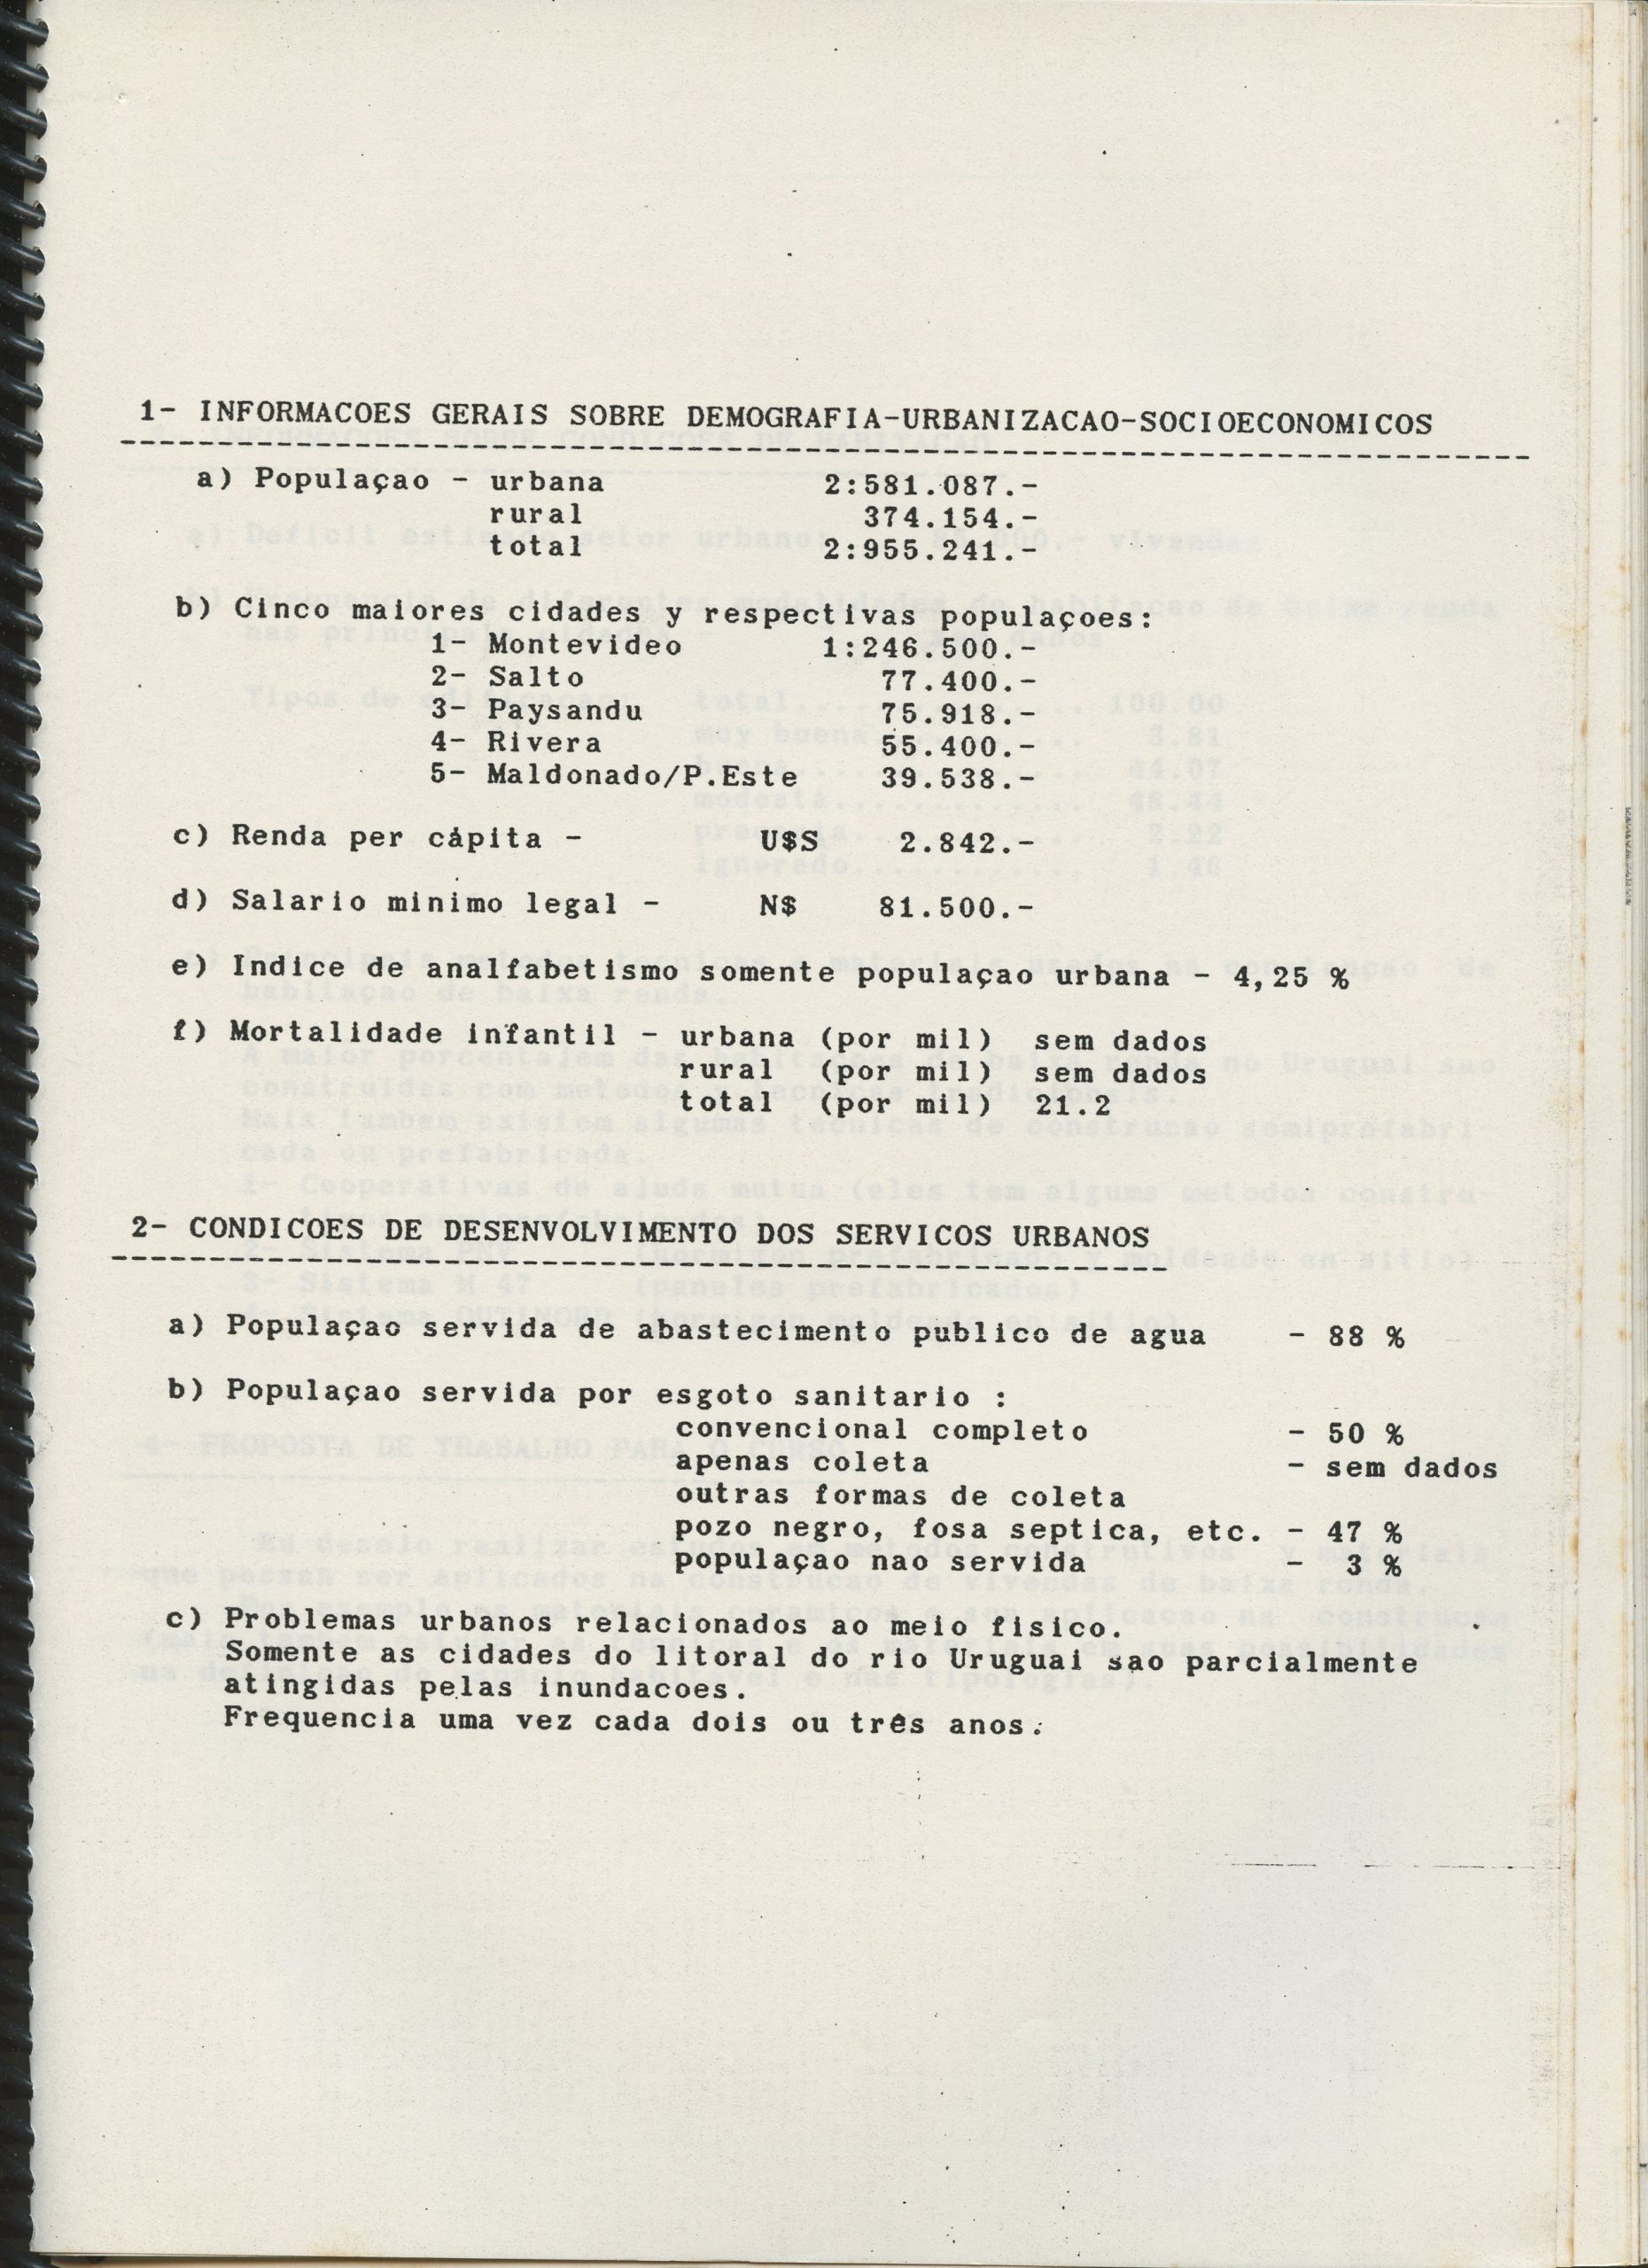 1- INFORMACOES GERAIS SOBRE DEMOGRAFIA-URBANIZACAO-SOCIOECONOMICOS
a) Populaçao - urbana 2:581.087.-
rural 374.154.-
total 2:955.241.-
b) Cinco maiores cidades y respectivas populaçoes:
1- Montevideo 1:246.500.-
2- Salto 77.400.-
3- Paysandu 75.918.-
4- Rivera 55.400.-
5- Maldonado/P.Este 39.538.-
c) Renda per cápita - U$S 2.842.-
d) Salario minimo legal - N$ 81.500.-
e) Indice de analfabetismo somente populaçao urbana - 4,25 %
f) Mortalidade infantil - urbana (por mil) sem dados
rural (por mil) sem dados
total (por mil) 21.2
2- CONDICOES DE DESENVOLVIMENTO DOS SERVICOS URBANOS
a) Populaçao servida de abastecimento publico de agua - 88 %
b) Populaçao servida por esgoto sanitario :
convencional completo - 50 %
apenas coleta - sem dados
outras formas de coleta
pozo negro, fosa septica, etc. - 47 %
populaçao nao servida - 3 %
c) Problemas urbanos relacionados ao meio fisico.
Somente as cidades do litoral do rio Uruguai sao parcialmente
atingidas pelas inundacoes.
Frequencia uma vez cada dois ou três anos.